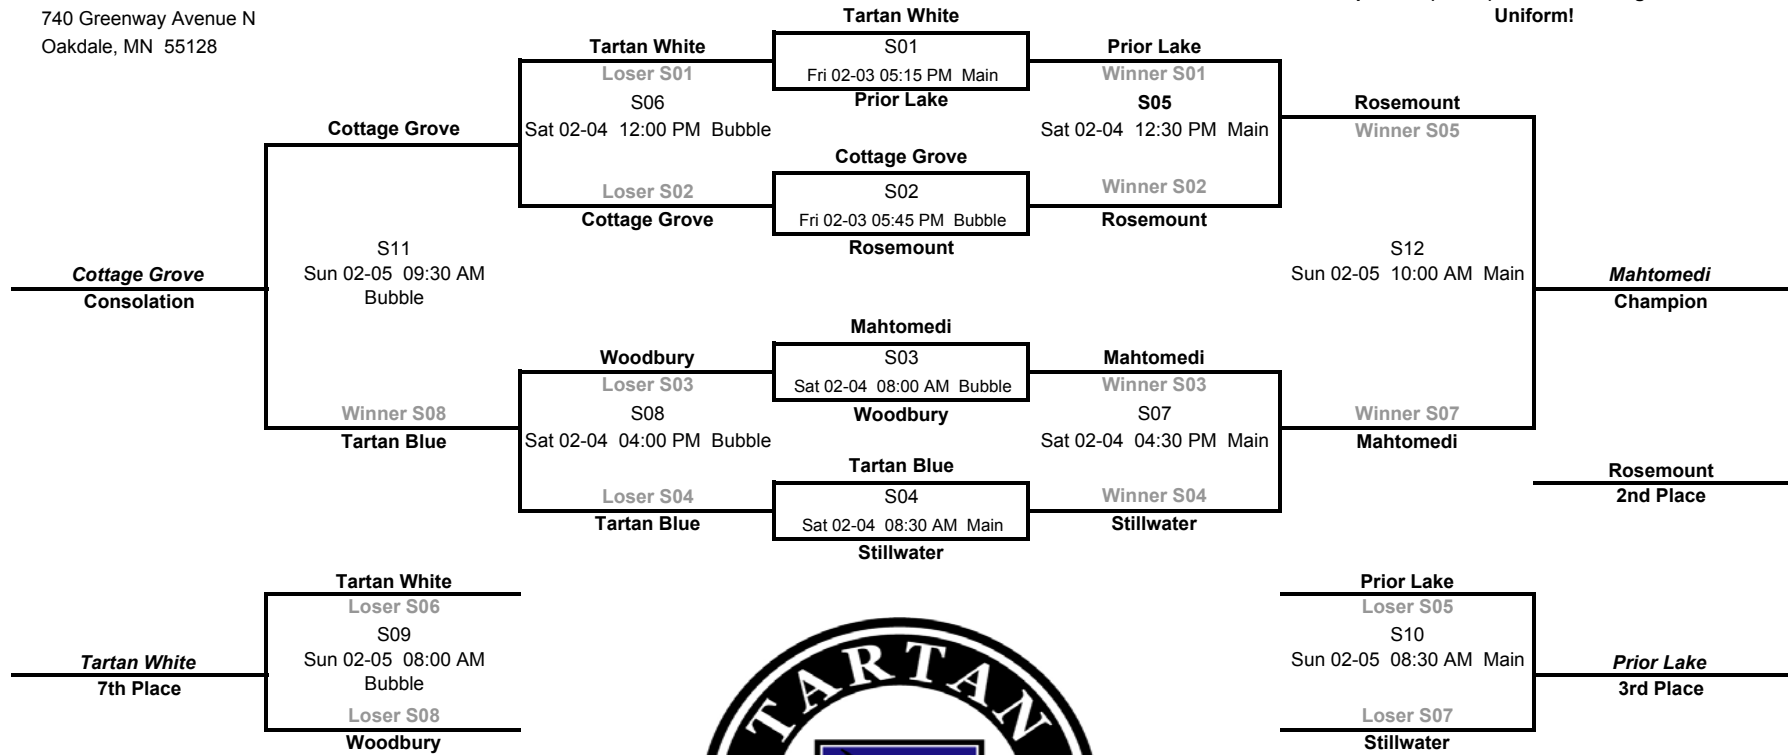 740 Greenway Avenue N
Oakdale, MN  55128
Uniform!
Tartan White
S01
Fri 02-03 05:15 PM  Main
Prior Lake
Tartan White
Loser S01
S06
Sat 02-04  12:00 PM  Bubble
Loser S02
Cottage Grove
Prior Lake
Winner S01
S05
Sat 02-04  12:30 PM  Main
Winner S02
Rosemount
Cottage Grove
S02
Fri 02-03 05:45 PM  Bubble
Rosemount
Cottage Grove
Rosemount
Winner S05
S11
Sun 02-05  09:30 AM
Bubble
S12
Sun 02-05  10:00 AM  Main
Cottage Grove
Consolation
Mahtomedi
Champion
Mahtomedi
S03
Sat 02-04  08:00 AM  Bubble
Woodbury
Woodbury
Loser S03
S08
Sat 02-04  04:00 PM  Bubble
Loser S04
Tartan Blue
Mahtomedi
Winner S03
S07
Sat 02-04  04:30 PM  Main
Winner S04
Stillwater
Winner S08
Tartan Blue
Winner S07
Mahtomedi
Tartan Blue
S04
Sat 02-04  08:30 AM  Main
Stillwater
Rosemount
2nd Place
Tartan White
Loser S06
S09
Sun 02-05  08:00 AM
Bubble
Loser S08
Woodbury
Tartan White
7th Place
TARTAN
Prior Lake
Loser S05
S10
Sun 02-05  08:30 AM  Main
Loser S07
Stillwater
Prior Lake
3rd Place